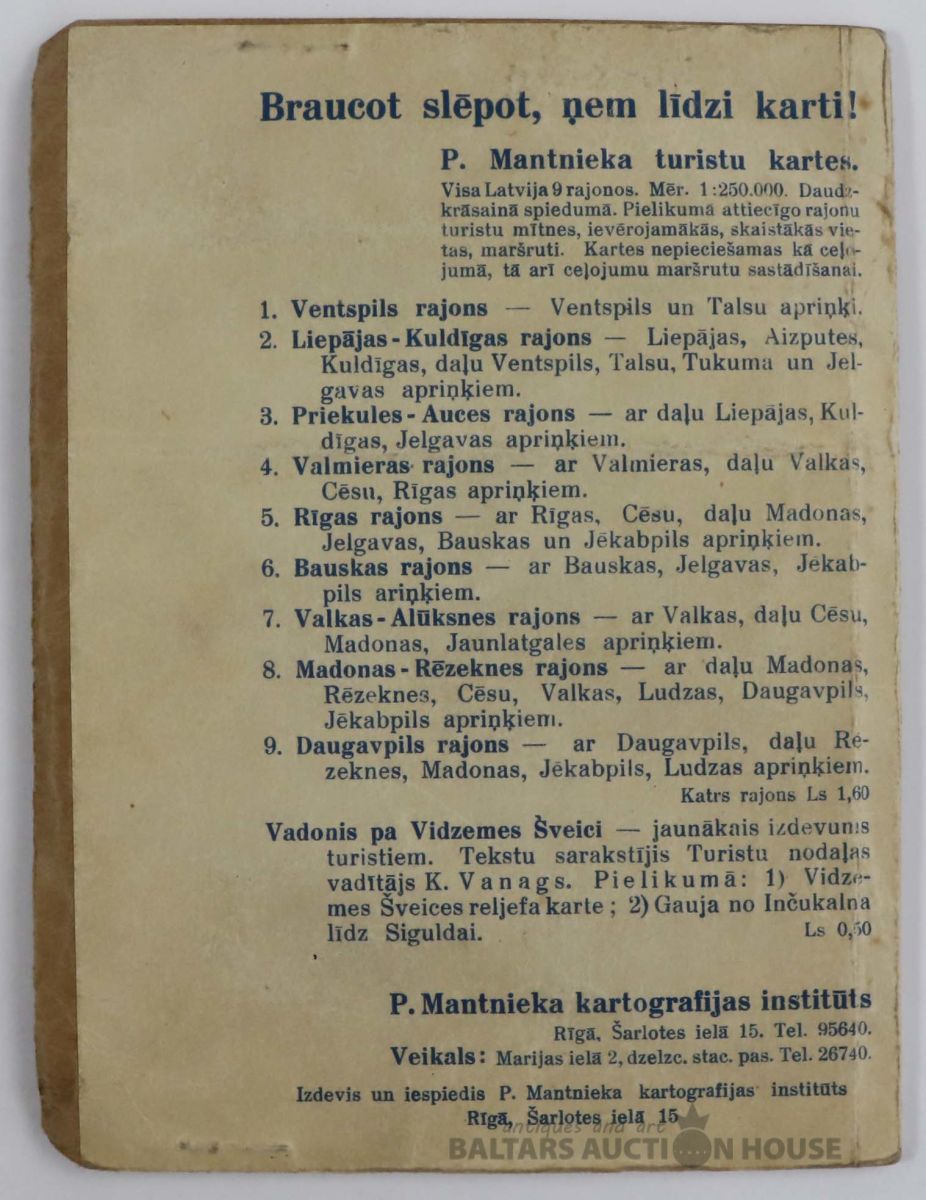 Braucot slēpot, ņem līdzi karti!
P. Mantnieka turistu kartes.
Visa Latvija 9 rajonos. Mēr. 1:250.000. Daudz-
krāsainā spiedumā. Pielikumā attiecīgo rajonu
turistu mītnes, ievērojamākās, skaistākās vie-
tas, maršruti. Kartes nepieciešamas kā ceļo-
jumā, tā arī ceļojumu maršrutu sastādīšanai.
1. Ventspils rajons — Ventspils un Talsu apriņķi.
2. Liepājas-Kuldīgas rajons — Liepājas, Aizputes,
Kuldīgas, daļu Ventspils, Talsu, Tukuma un Jel-
gavas apriņķiem.
3. Priekules-Auces rajons — ar daļu Liepājas, Kul-
dīgas, Jelgavas apriņķiem.
4. Valmieras rajons — ar Valmieras, daļu Valkas,
Cēsu, Rīgas apriņķiem.
5. Rīgas rajons — ar Rīgas, Cēsu, daļu Madonas,
Jelgavas, Bauskas un Jēkabpils apriņķiem.
6. Bauskas rajons — ar Bauskas, Jelgavas, Jēkab-
pils ariņķiem.
7. Valkas-Alūksnes rajons — ar Valkas, daļu Cēsu,
Madonas, Jaunlatgales apriņķiem.
8. Madonas-Rēzeknes rajons — ar daļu Madonas,
Rēzeknes, Cēsu, Valkas, Ludzas, Daugavpils,
Jēkabpils apriņķiem.
9. Daugavpils rajons — ar Daugavpils, daļu Rē-
zeknes, Madonas, Jēkabpils, Ludzas apriņķiem.
Katrs rajons Ls 1,60
Vadonis pa Vidzemes Šveici — jaunākais izdevums
turistiem. Tekstu sarakstījis Turistu nodaļas
vadītājs K. Vanags. Pielikumā: 1) Vidze-
mes Šveices reljefa karte; 2) Gauja no Inčukalna
līdz Siguldai. Ls 0,50
P. Mantnieka kartografijas institūts
Rīgā, Šarlotes ielā 15. Tel. 95640.
Veikals: Marijas ielā 2, dzelzc. stac. pas. Tel. 26740.
Izdevis un iespiedis P. Mantnieka kartografijas institūts
Rīgā, Šarlotes ielā 15
antiques and art
BALTARS AUCTION HOUSE